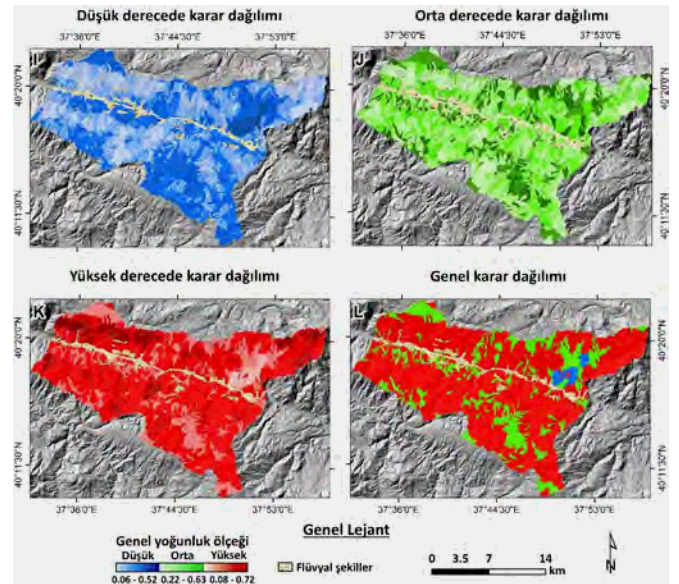 Düşük derecede karar dağılımı
Orta derecede karar dağılımı
37°36'0"E 37°44'30"E 37°53'0"E
37°36'0"E 37°44'30"E 37°53'0"E
40°20'0"N
40°11'30"N
40°20'0"N
40°11'30"N
Yüksek derecede karar dağılımı
Genel karar dağılımı
K
L
40°20'0"N
40°11'30"N
40°20'0"N
40°11'30"N
37°36'0"E 37°44'30"E 37°53'0"E
37°36'0"E 37°44'30"E 37°53'0"E
Genel Lejant
Genel yoğunluk ölçeği
Düşük Orta Yüksek
0.06 - 0.52 0.22 - 0.63 0.08 - 0.72
Flüvyal şekiller
0 3.5 7 14
km
N